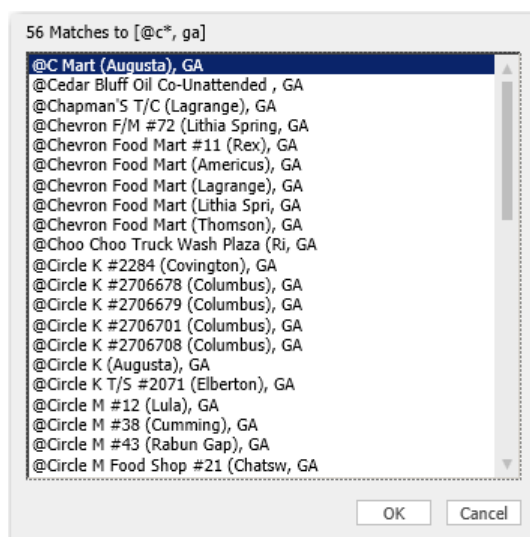 56 Matches to [@c*, ga]
@C Mart (Augusta), GA
@Cedar Bluff Oil Co-Unattended , GA
@Chapman'S T/C (Lagrange), GA
@Chevron F/M #72 (Lithia Spring, GA
@Chevron Food Mart #11 (Rex), GA
@Chevron Food Mart (Americus), GA
@Chevron Food Mart (Lagrange), GA
@Chevron Food Mart (Lithia Spri, GA
@Chevron Food Mart (Thomson), GA
@Choo Choo Truck Wash Plaza (Ri, GA
@Circle K #2284 (Covington), GA
@Circle K #2706678 (Columbus), GA
@Circle K #2706679 (Columbus), GA
@Circle K #2706701 (Columbus), GA
@Circle K #2706708 (Columbus), GA
@Circle K (Augusta), GA
@Circle K T/S #2071 (Elberton), GA
@Circle M #12 (Lula), GA
@Circle M #38 (Cumming), GA
@Circle M #43 (Rabun Gap), GA
@Circle M Food Shop #21 (Chatsw, GA
OK Cancel